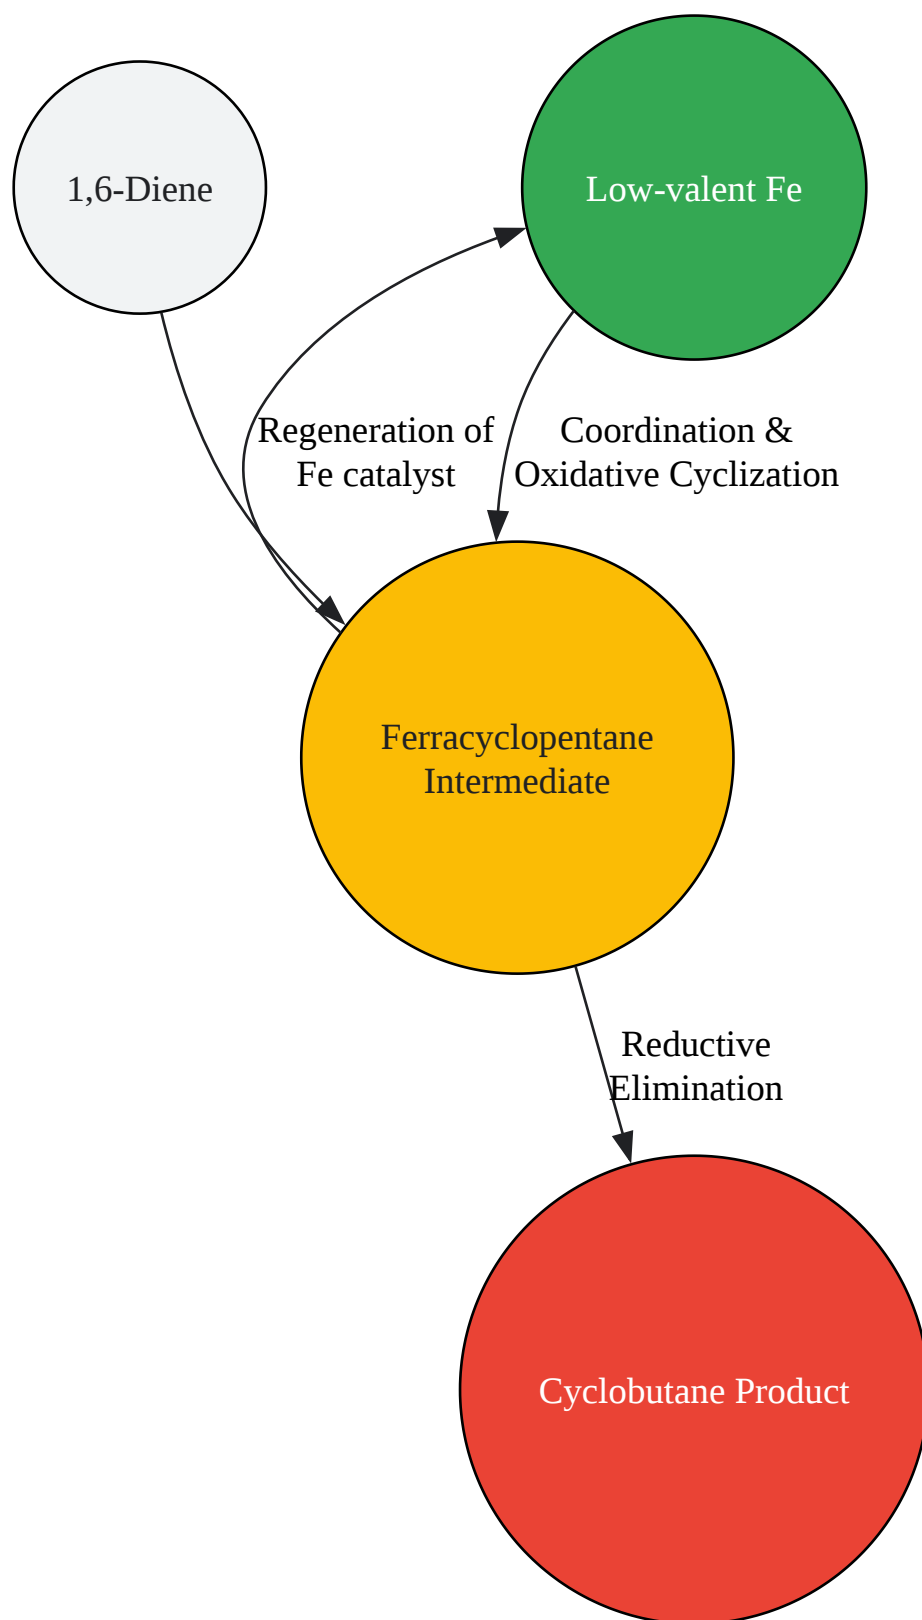 1,6-Diene
Low-valent Fe
Regeneration of
Fe catalyst
Coordination &
Oxidative Cyclization
Ferracyclopentane
Intermediate
Reductive
Elimination
Cyclobutane Product